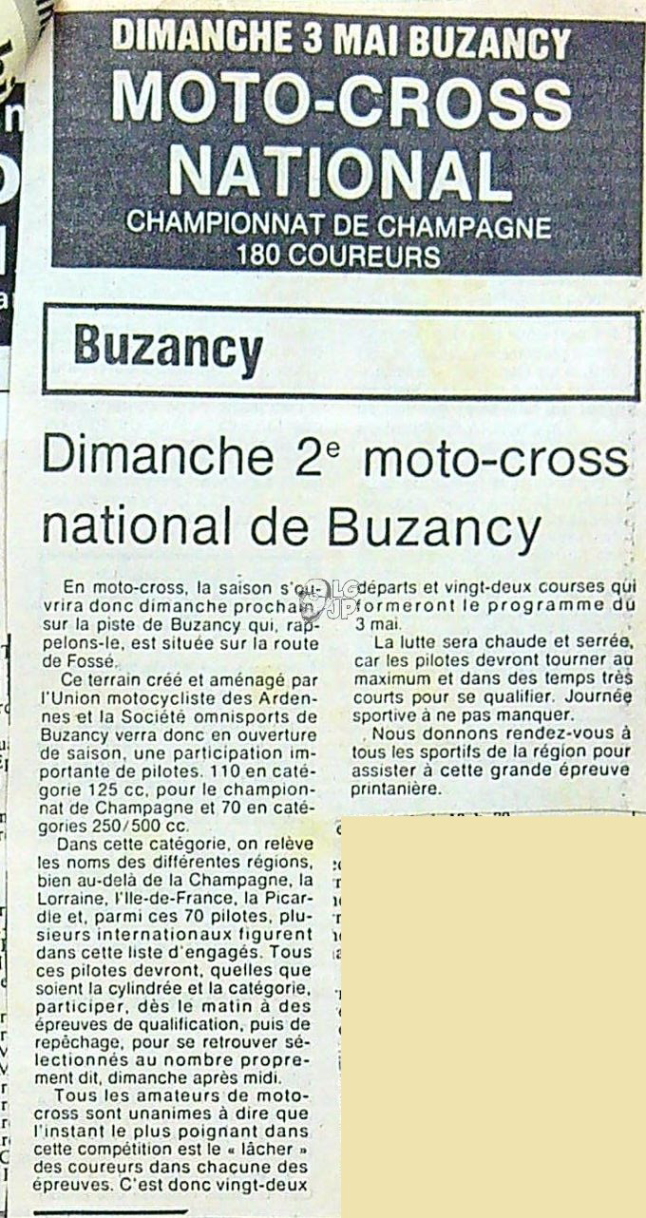 DIMANCHE 3 MAI BUZANCY
MOTO-CROSS
NATIONAL
CHAMPIONNAT DE CHAMPAGNE
180 COUREURS
Buzancy
Dimanche 2e moto-cross
national de Buzancy
En moto-cross, la saison s'ou-
vrira donc dimanche prochain
sur la piste de Buzancy qui, rap-
pelons-le, est située sur la route
de Fossé.
Ce terrain créé et aménagé par
l'Union motocycliste des Arden-
nes et la Société omnisports de
Buzancy verra donc en ouverture
de saison, une participation im-
portante de pilotes. 110 en caté-
gorie 125 cc, pour le champion-
nat de Champagne et 70 en caté-
gories 250/500 cc.
Dans cette catégorie, on relève
les noms des différentes régions,
bien au-delà de la Champagne, la
Lorraine, l'Ile-de-France, la Picar-
die et, parmi ces 70 pilotes, plu-
sieurs internationaux figurent
dans cette liste d'engagés. Tous
ces pilotes devront, quelles que
soient la cylindrée et la catégorie,
participer, dès le matin à des
épreuves de qualification, puis de
repêchage, pour se retrouver sé-
lectionnés au nombre propre-
ment dit, dimanche après midi.
Tous les amateurs de moto-
cross sont unanimes à dire que
l'instant le plus poignant dans
cette compétition est le « lâcher »
des coureurs dans chacune des
épreuves. C'est donc vingt-deux
départs et vingt-deux courses qui
formeront le programme du
3 mai.
La lutte sera chaude et serrée,
car les pilotes devront tourner au
maximum et dans des temps très
courts pour se qualifier. Journée
sportive à ne pas manquer.
Nous donnons rendez-vous à
tous les sportifs de la région pour
assister à cette grande épreuve
printanière.
LG
JP